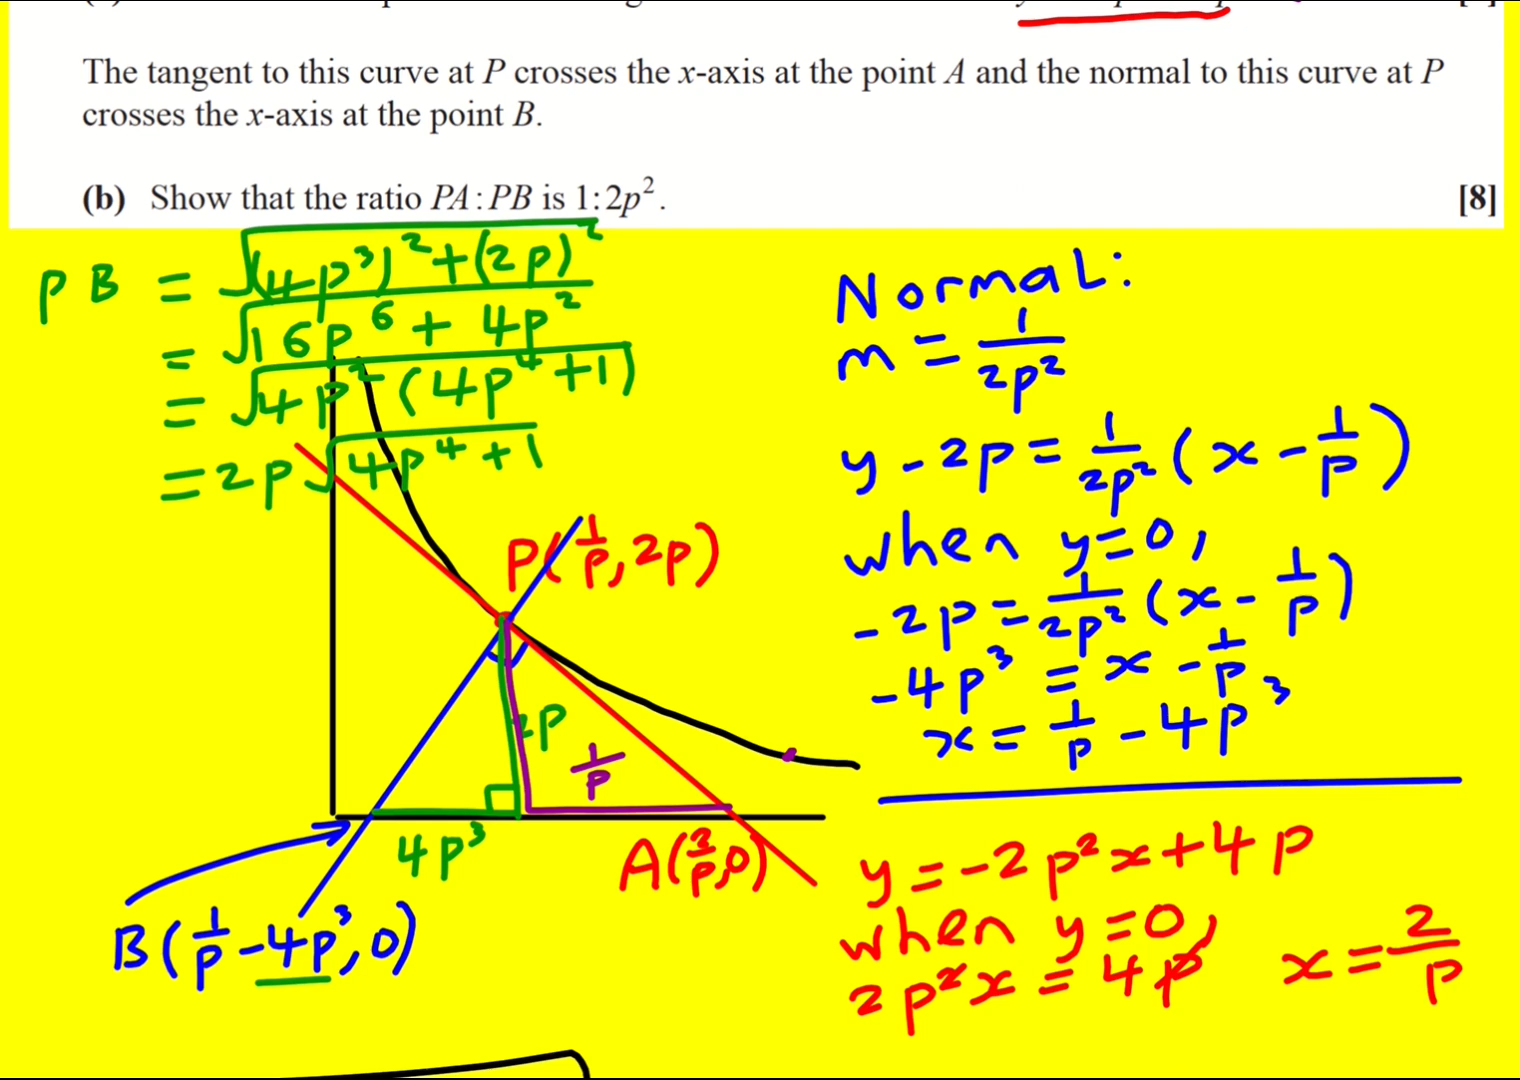 The tangent to this curve at P crosses the x-axis at the point A and the normal to this curve at P
crosses the x-axis at the point B.
(b) Show that the ratio PA : PB is 1 : 2p². [8]
PB = √((4p³)² + (2p)²)
= √(16p⁶ + 4p²)
= √(4p² (4p⁴ + 1))
= 2p √(4p⁴ + 1)
P(1/p, 2p)
2p
1/p
4p³
A(2/p, 0)
B(1/p - 4p³, 0)
Normal:
m = 1/2p²
y - 2p = 1/2p² (x - 1/p)
when y=0,
-2p = 1/2p² (x - 1/p)
-4p³ = x - 1/p
x = 1/p - 4p³
y = -2p²x + 4p
when y=0,
2p²x = 4p x = 2/p